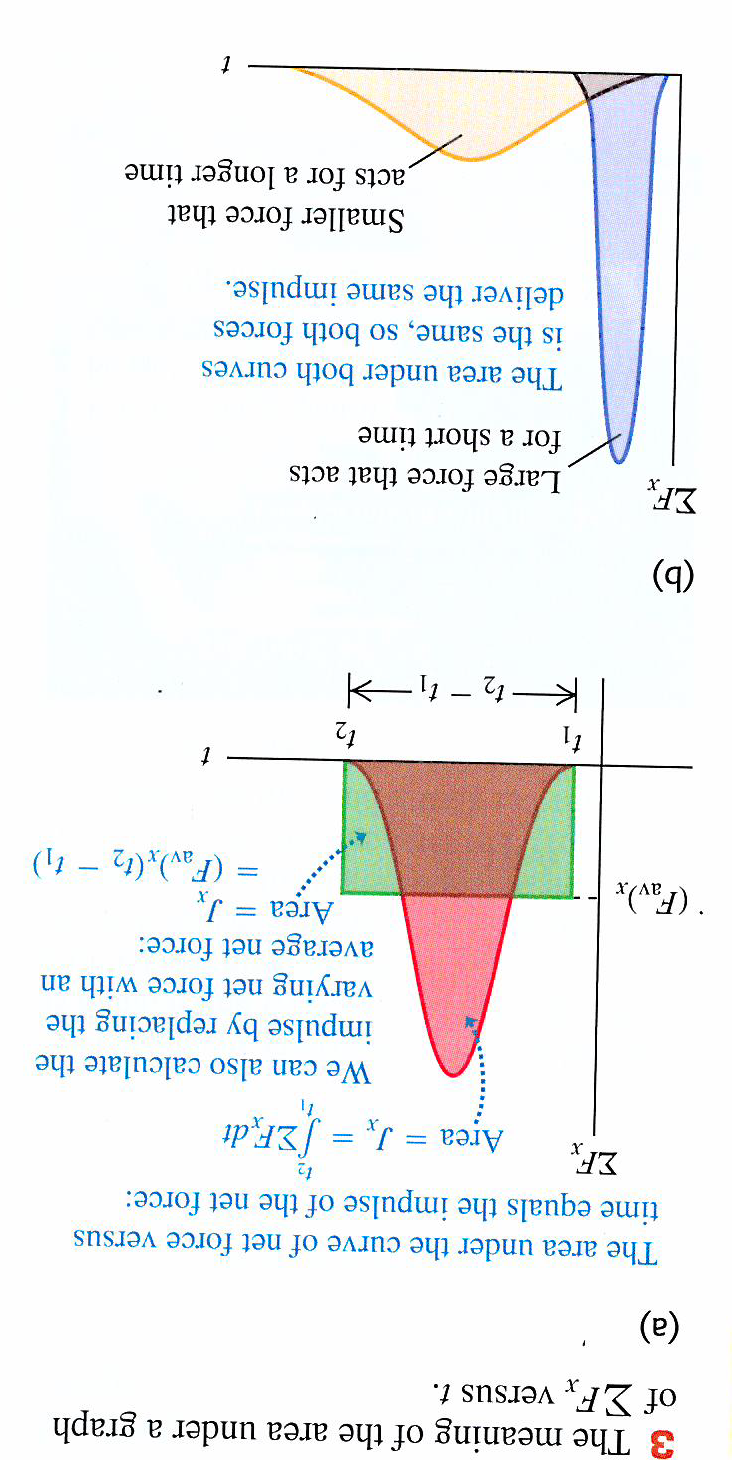 3 The meaning of the area under a graph
of ΣFₓ versus t.
(a)
The area under the curve of net force versus
time equals the impulse of the net force:
Area = Jₓ = ∫ₜ₁ᵗ² ΣFₓdt
ΣFₓ
We can also calculate the
impulse by replacing the
varying net force with an
average net force:
Area = Jₓ
= (F_av)ₓ(t₂ − t₁)
(F_av)ₓ
t
t₁
t₂
t₂ − t₁
(b)
ΣFₓ
Large force that acts
for a short time
The area under both curves
is the same, so both forces
deliver the same impulse.
Smaller force that
acts for a longer time
t